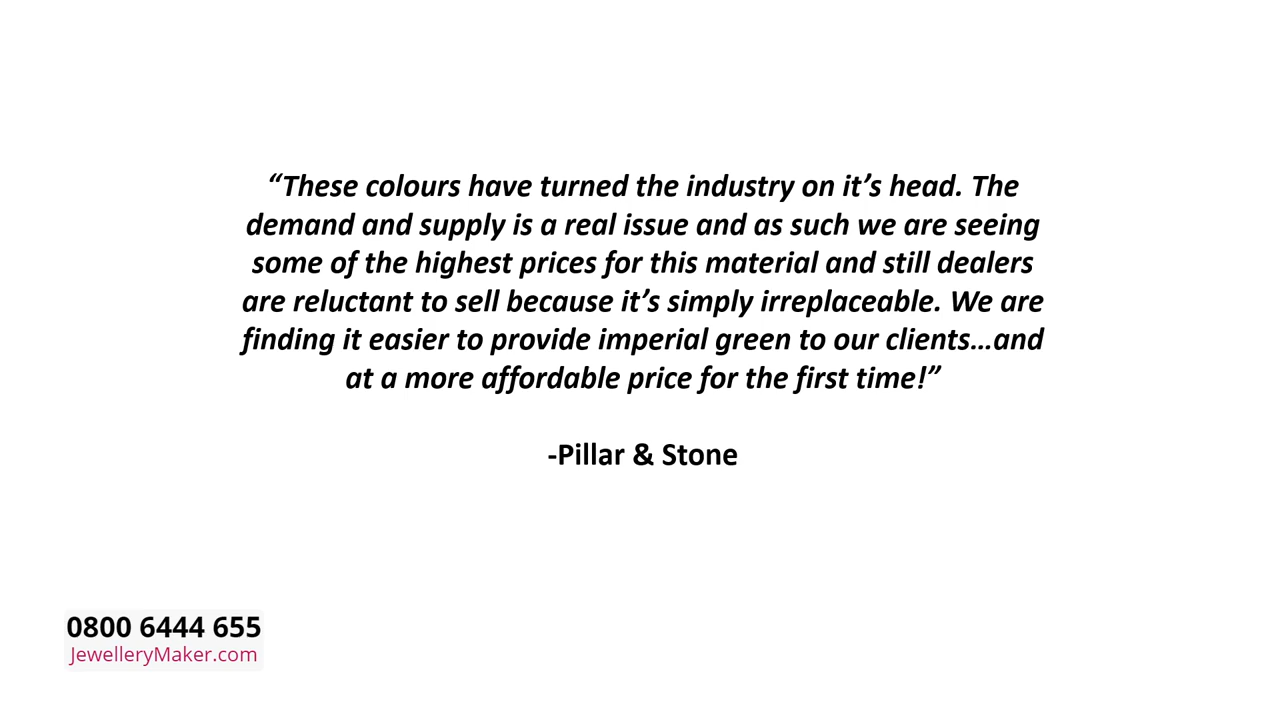 “These colours have turned the industry on it’s head. The
demand and supply is a real issue and as such we are seeing
some of the highest prices for this material and still dealers
are reluctant to sell because it’s simply irreplaceable. We are
finding it easier to provide imperial green to our clients…and
at a more affordable price for the first time!”
-Pillar & Stone
0800 6444 655
JewelleryMaker.com